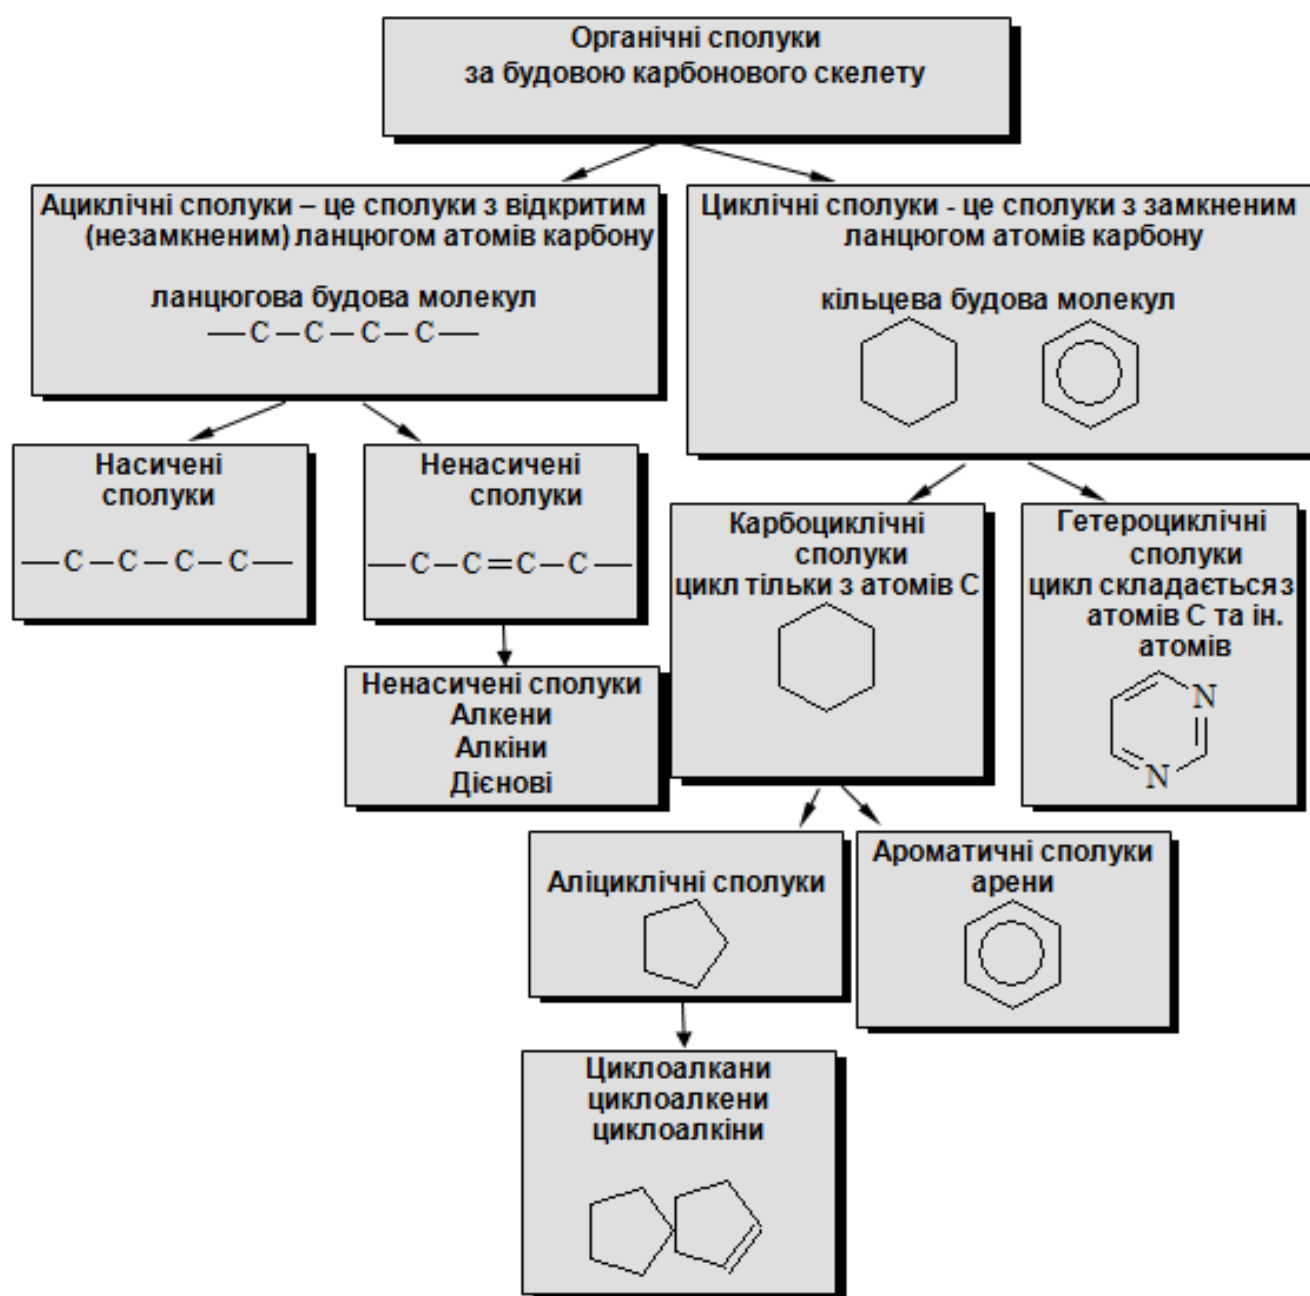 Органічні сполуки
за будовою карбонового скелету
Ациклічні сполуки – це сполуки з відкритим
(незамкненим) ланцюгом атомів карбону
ланцюгова будова молекул
—C—C—C—C—
Циклічні сполуки - це сполуки з замкненим
ланцюгом атомів карбону
кільцева будова молекул
Насичені
сполуки
—C—C—C—C—
Ненасичені
сполуки
—C—C=C—C—
Ненасичені сполуки
Алкени
Алкіни
Дієнові
Карбоциклічні
сполуки
цикл тільки з атомів С
Гетероциклічні
сполуки
цикл складається з
атомів С та ін.
атомів
N
N
Аліциклічні сполуки
Ароматичні сполуки
арени
Циклоалкани
циклоалкени
циклоалкіни